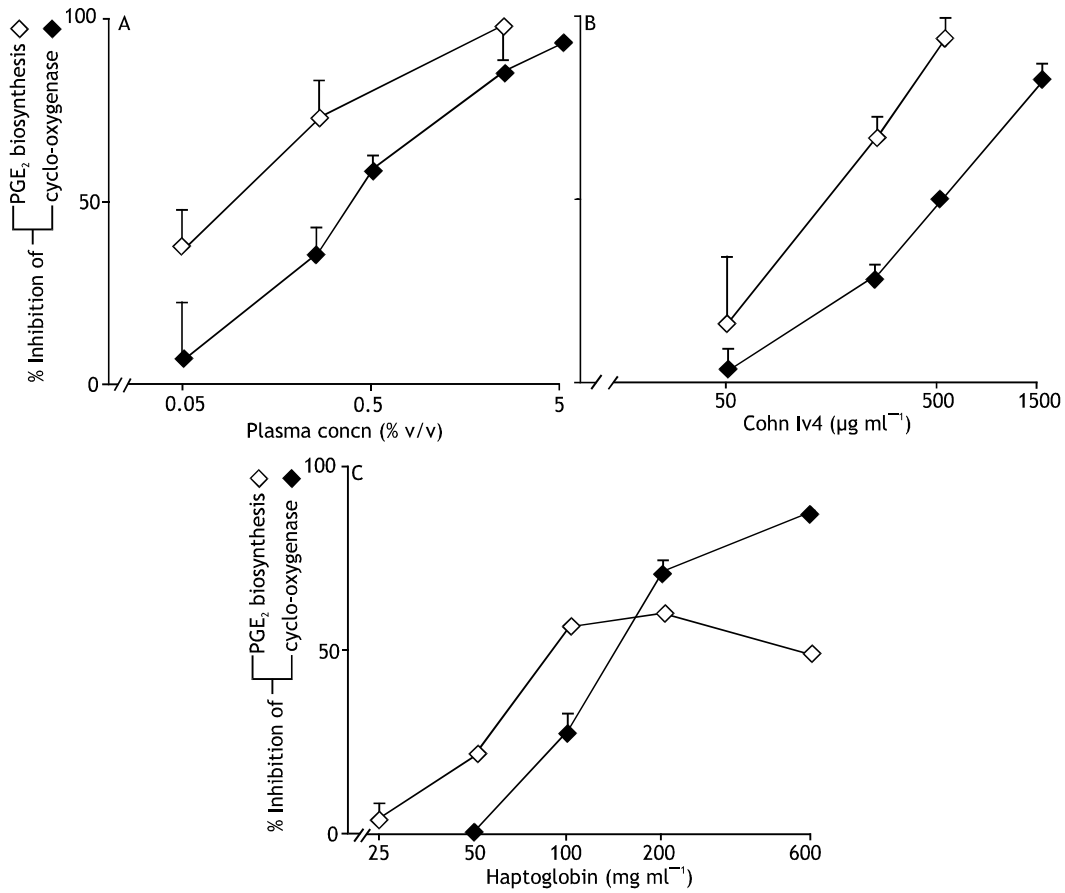 A
100
50
0
% Inhibition of
PGE₂ biosynthesis
cyclo-oxygenase
0.05 0.5 5
Plasma concn (% v/v)
B
50 500 1500
Cohn Iv4 (µg ml⁻¹)
C
100
50
0
% Inhibition of
PGE₂ biosynthesis
cyclo-oxygenase
25 50 100 200 600
Haptoglobin (mg ml⁻¹)